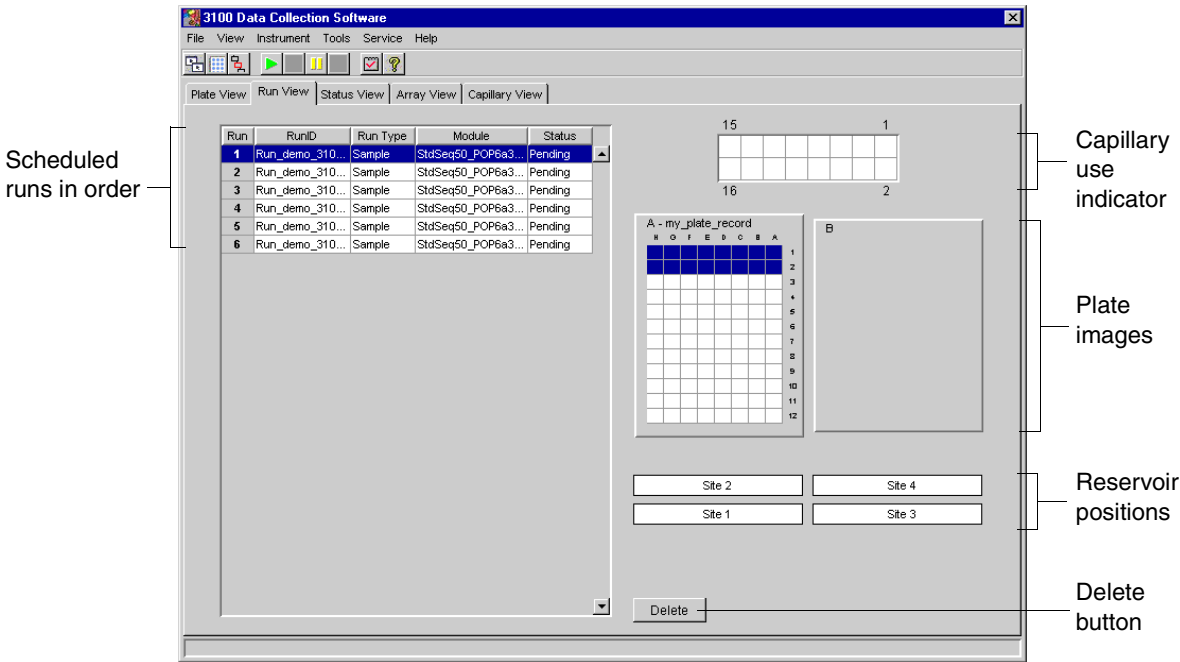 3100 Data Collection Software
File View Instrument Tools Service Help
Plate View Run View Status View Array View Capillary View
Scheduled
runs in order
Run RunID Run Type Module Status
1 Run_demo_310... Sample StdSeq50_POP6a3... Pending
2 Run_demo_310... Sample StdSeq50_POP6a3... Pending
3 Run_demo_310... Sample StdSeq50_POP6a3... Pending
4 Run_demo_310... Sample StdSeq50_POP6a3... Pending
5 Run_demo_310... Sample StdSeq50_POP6a3... Pending
6 Run_demo_310... Sample StdSeq50_POP6a3... Pending
15 1
16 2
Capillary
use
indicator
A - my_plate_record
H G F E D C B A
1
2
3
4
5
6
7
8
9
10
11
12
B
Plate
images
Site 2 Site 4
Site 1 Site 3
Reservoir
positions
Delete
Delete
button